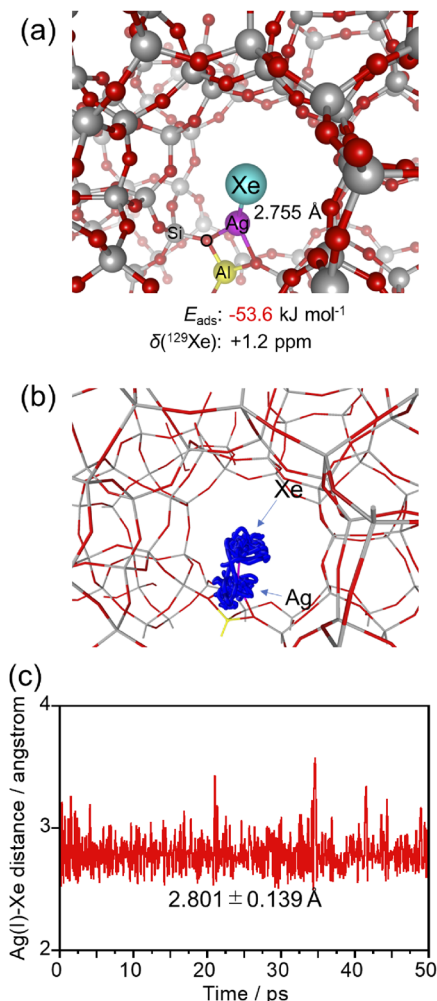 (a)
Xe
2.755 Å
Ag
Si
Al
E_ads: -53.6 kJ mol⁻¹
δ(¹²⁹Xe): +1.2 ppm
(b)
Xe
Ag
(c)
Ag(I)-Xe distance / angstrom
4
3
2
2.801±0.139 Å
0 10 20 30 40 50
Time / ps